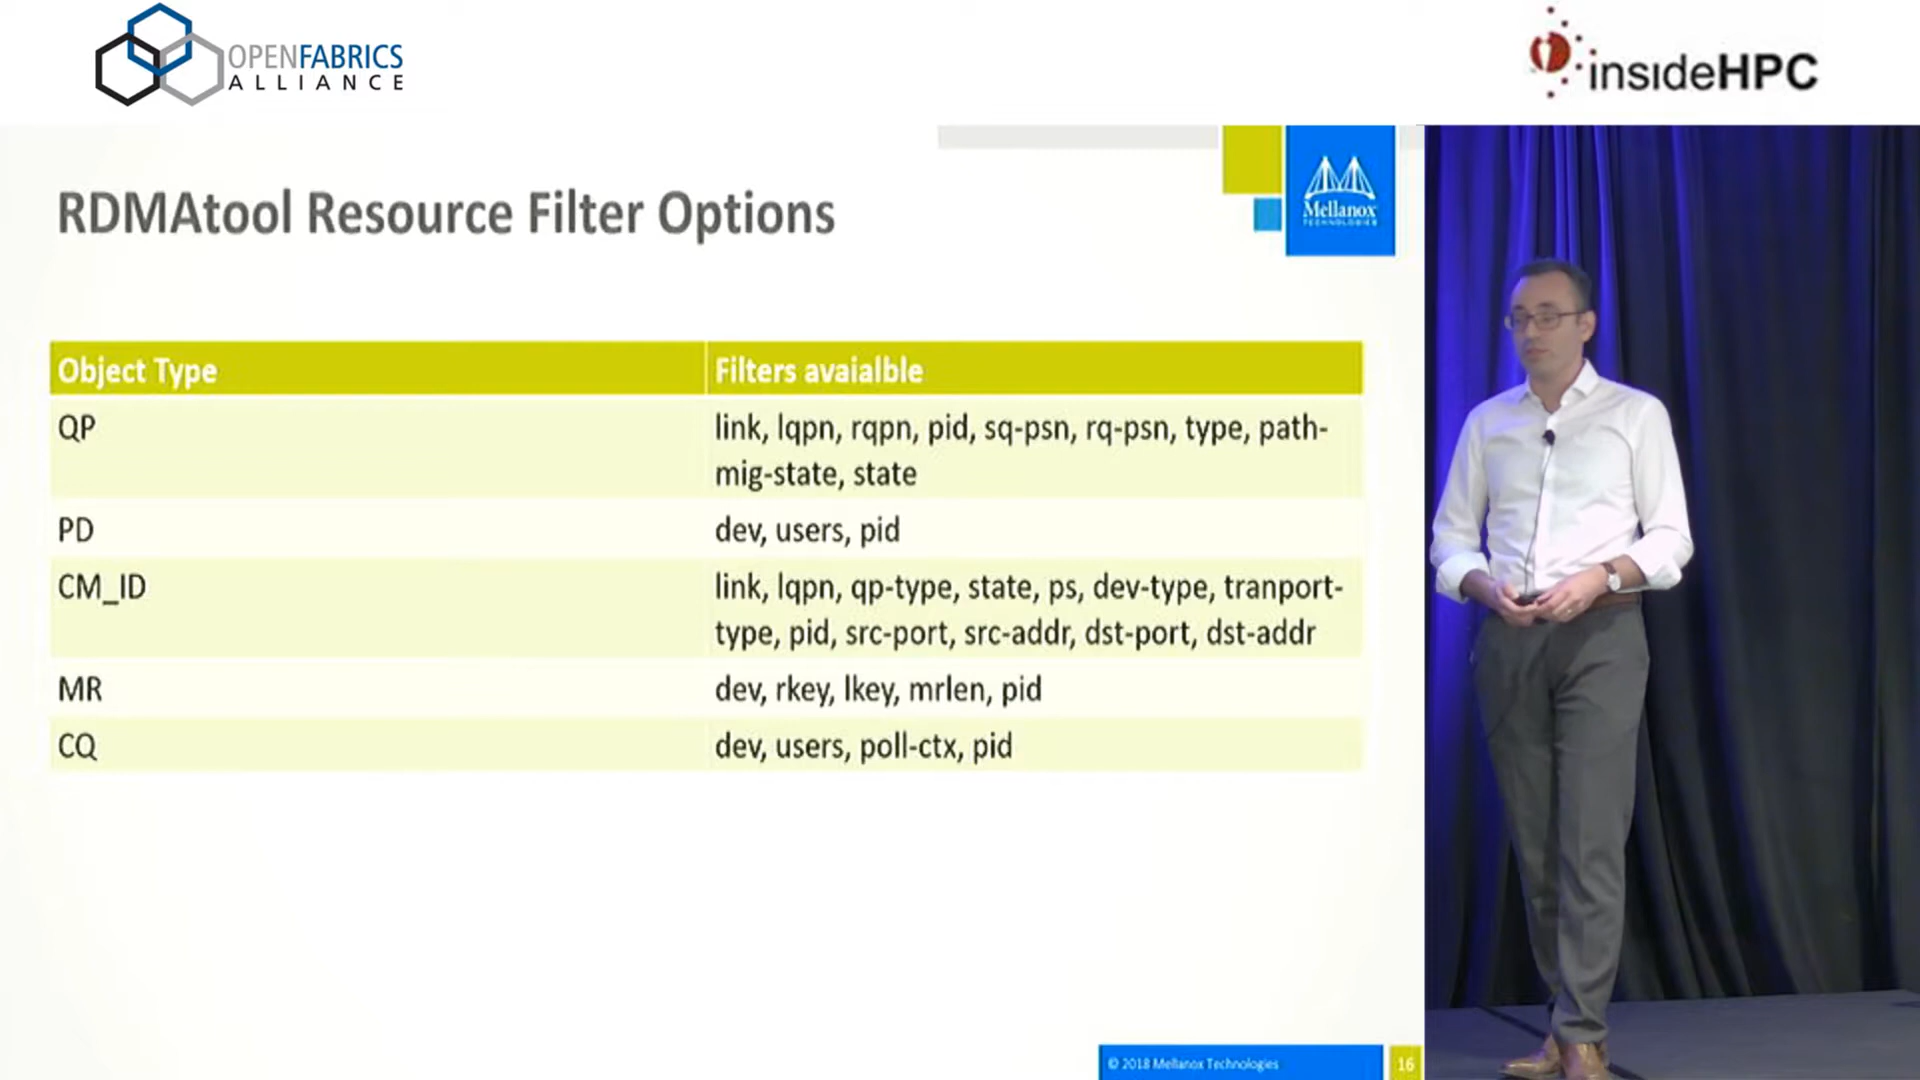 OPENFABRICS
ALLIANCE
insideHPC
Mellanox
TECHNOLOGIES
RDMAtool Resource Filter Options
Object Type
Filters avaialble
QP
link, lqpn, rqpn, pid, sq-psn, rq-psn, type, path-
mig-state, state
PD
dev, users, pid
CM_ID
link, lqpn, qp-type, state, ps, dev-type, tranport-
type, pid, src-port, src-addr, dst-port, dst-addr
MR
dev, rkey, lkey, mrlen, pid
CQ
dev, users, poll-ctx, pid
© 2018 Mellanox Technologies
16